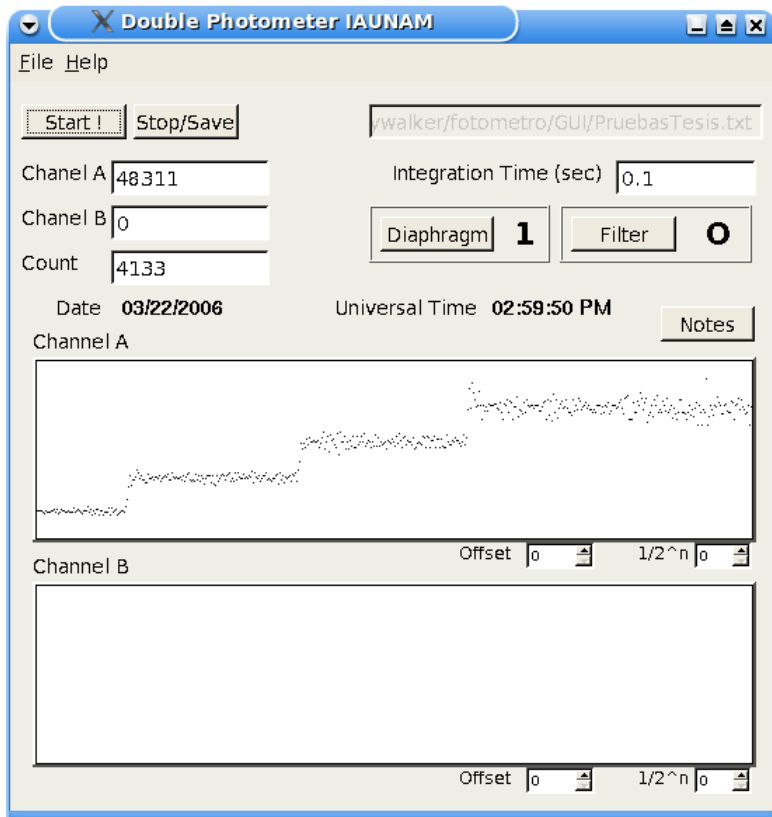 Double Photometer IAUNAM
File Help
Start ! Stop/Save ywalker/fotometro/GUI/PruebasTesis.txt
Chanel A 48311 Integration Time (sec) 0.1
Chanel B 0
Diaphragm 1 Filter O
Count 4133
Date 03/22/2006 Universal Time 02:59:50 PM
Notes
Channel A
Offset 0 1/2^n 0
Channel B
Offset 0 1/2^n 0